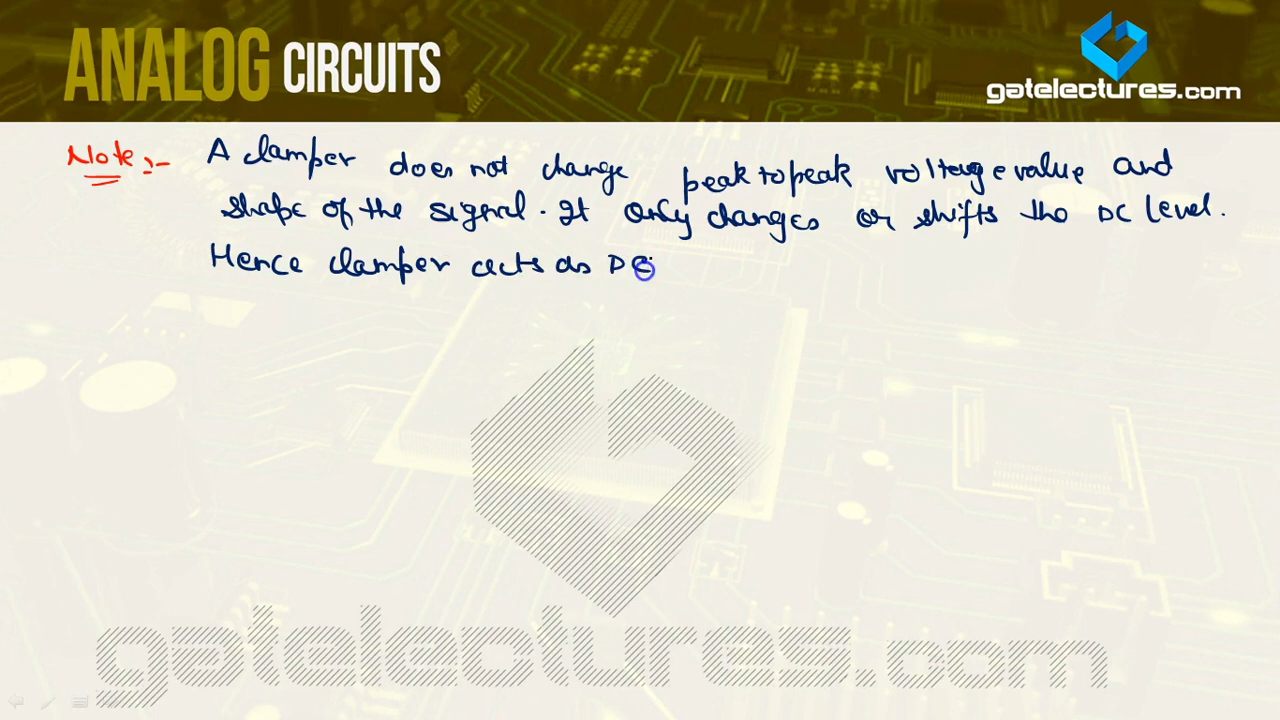 ANALOG CIRCUITS
gatelectures.com
Note:- A clamper does not change peak to peak voltage value and
shape of the signal. It only changes or shifts the DC level.
Hence clamper acts as DC
gatelectures.com